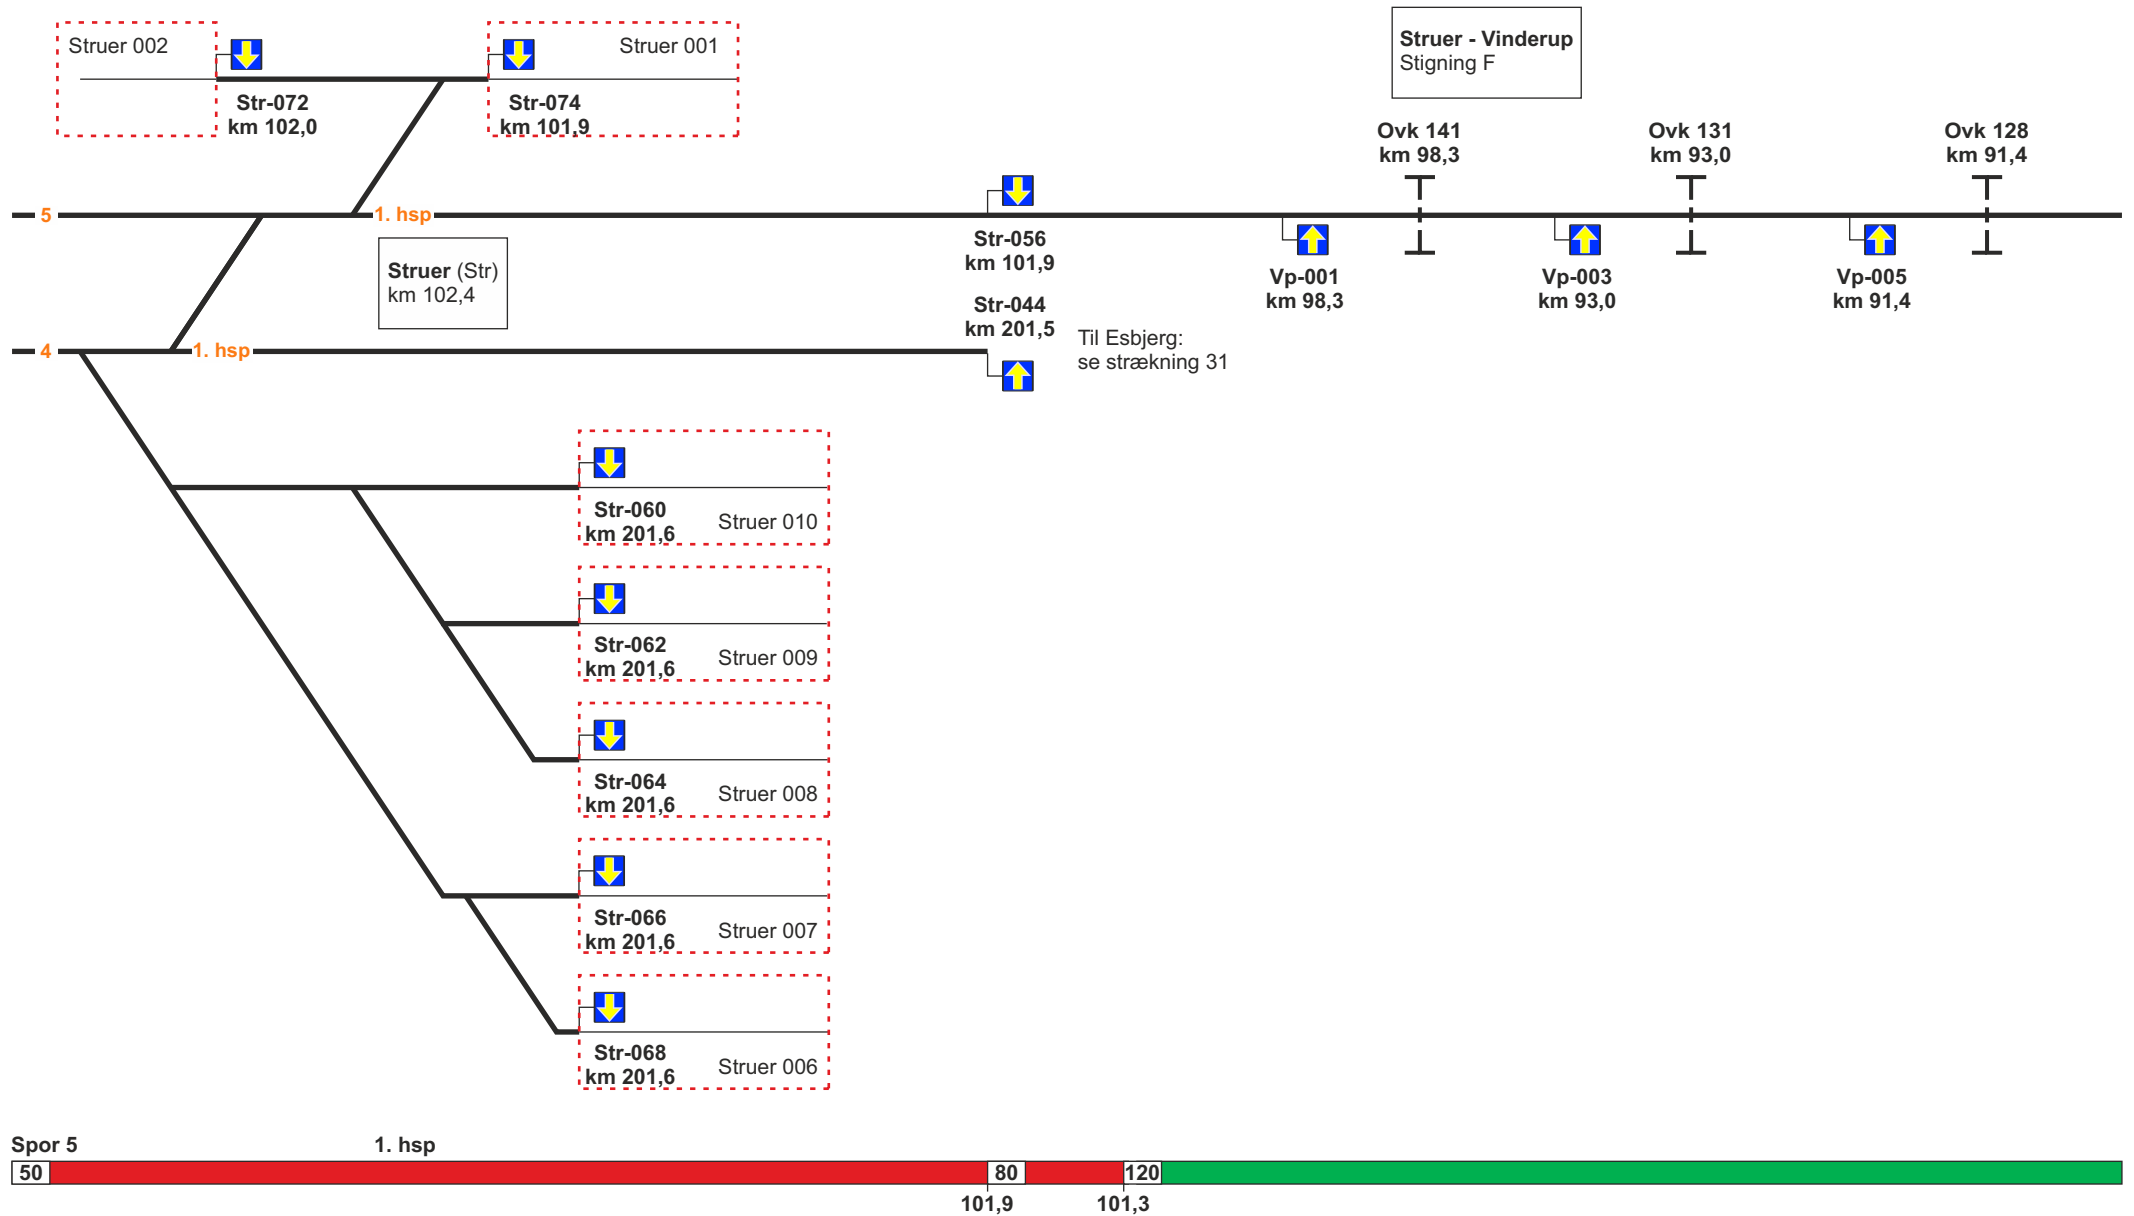 Struer 002
Struer 001
Str-072
km 102,0
Str-074
km 101,9
Struer - Vinderup
Stigning F
Ovk 141
km 98,3
Ovk 131
km 93,0
Ovk 128
km 91,4
5
1. hsp
Str-056
km 101,9
Vp-001
km 98,3
Vp-003
km 93,0
Vp-005
km 91,4
Struer (Str)
km 102,4
Str-044
km 201,5
Til Esbjerg:
se strækning 31
4
1. hsp
Str-060
km 201,6
Struer 010
Str-062
km 201,6
Struer 009
Str-064
km 201,6
Struer 008
Str-066
km 201,6
Struer 007
Str-068
km 201,6
Struer 006
Spor 5
1. hsp
50
80
120
101,9
101,3